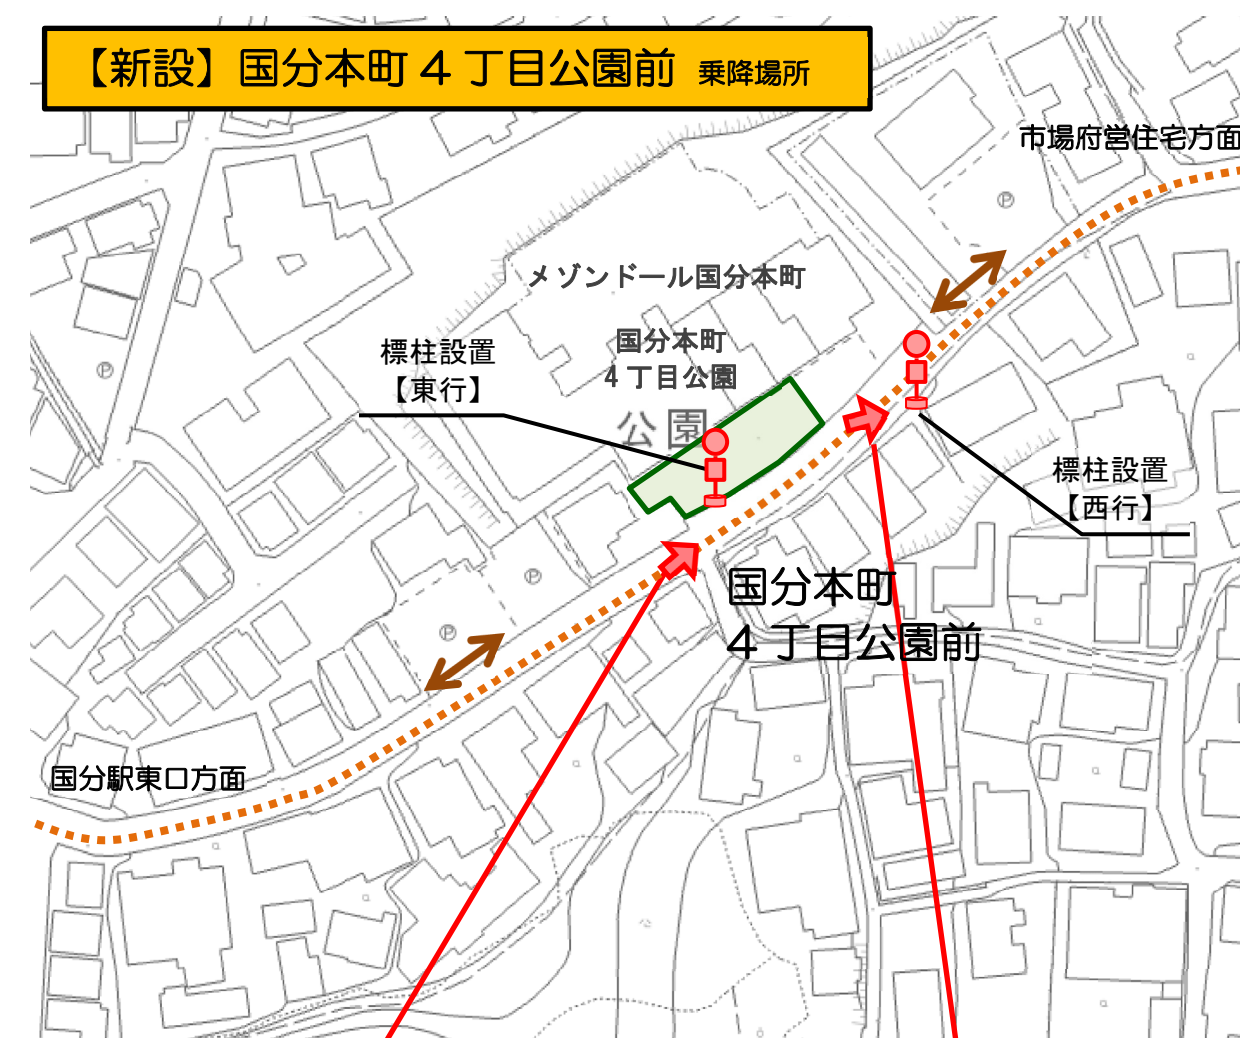 【新設】国分本町４丁目公園前 乗降場所
市場府営住宅方面
メゾンドール国分本町
国分本町
４丁目公園
公園
標柱設置
【東行】
標柱設置
【西行】
国分本町
４丁目公園前
国分駅東口方面
P
P
P
P